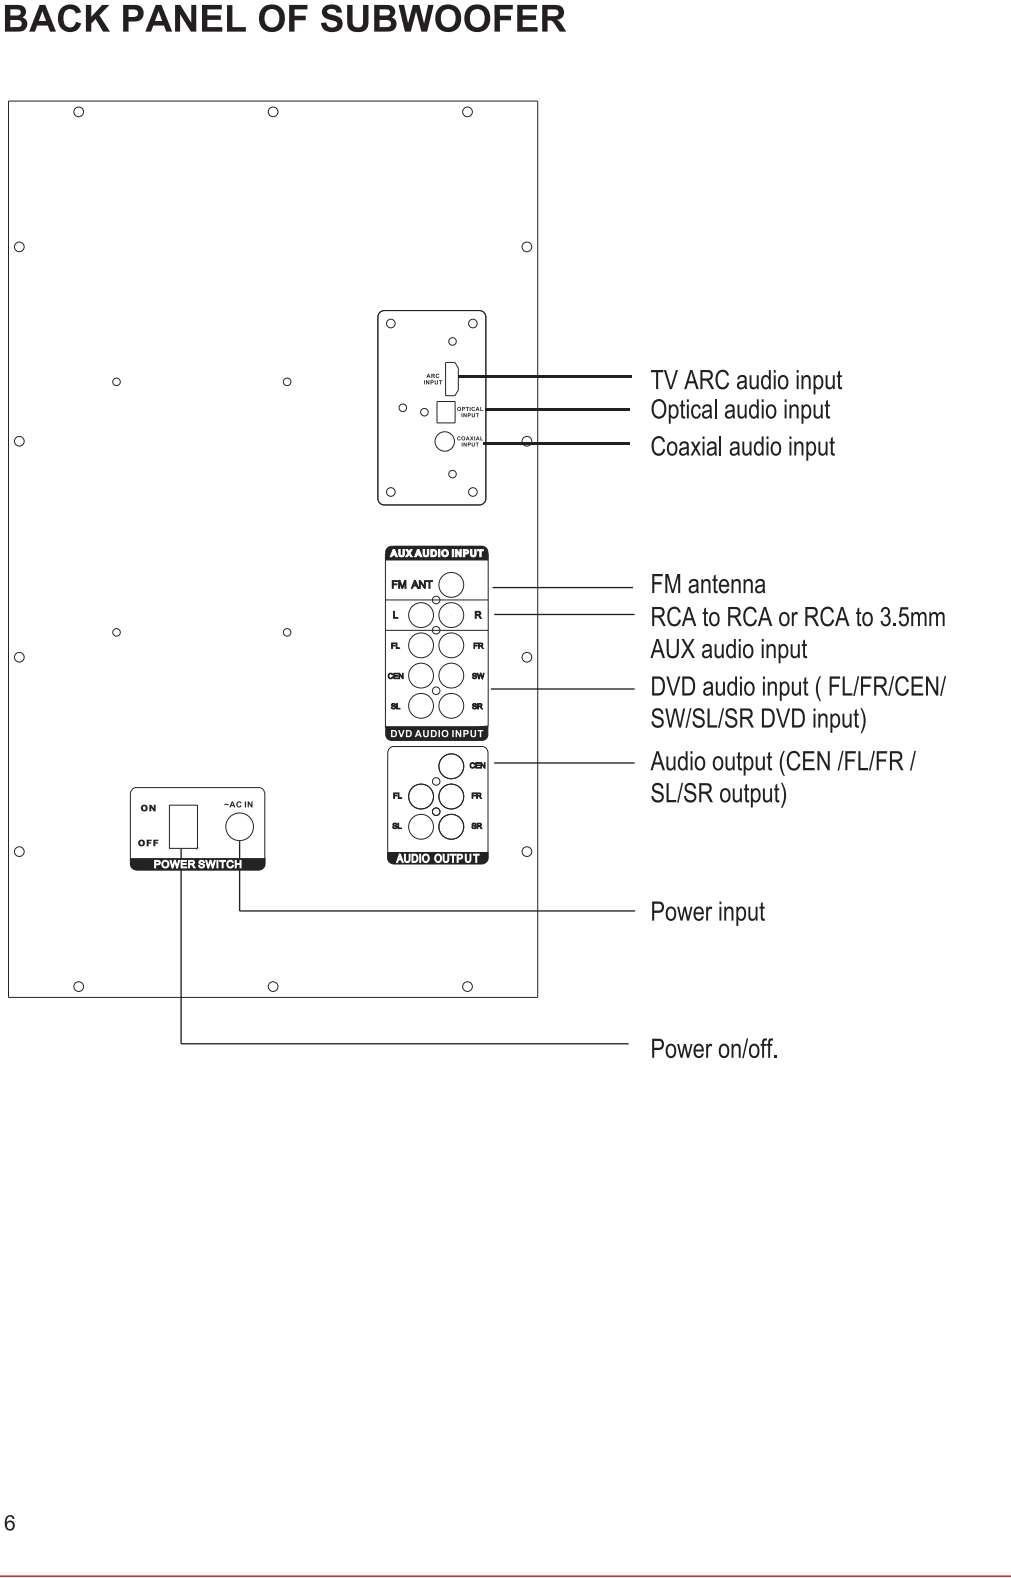 BACK PANEL OF SUBWOOFER
ARC
INPUT
OPTICAL
INPUT
COAXIAL
INPUT
TV ARC audio input
Optical audio input
Coaxial audio input
AUX AUDIO INPUT
FM ANT
L R
FL FR
CEN SW
SL SR
DVD AUDIO INPUT
FM antenna
RCA to RCA or RCA to 3.5mm
AUX audio input
DVD audio input ( FL/FR/CEN/
SW/SL/SR DVD input)
CEN
FL FR
SL SR
AUDIO OUTPUT
Audio output (CEN /FL/FR /
SL/SR output)
ON
~AC IN
OFF
POWER SWITCH
Power input
Power on/off.
6